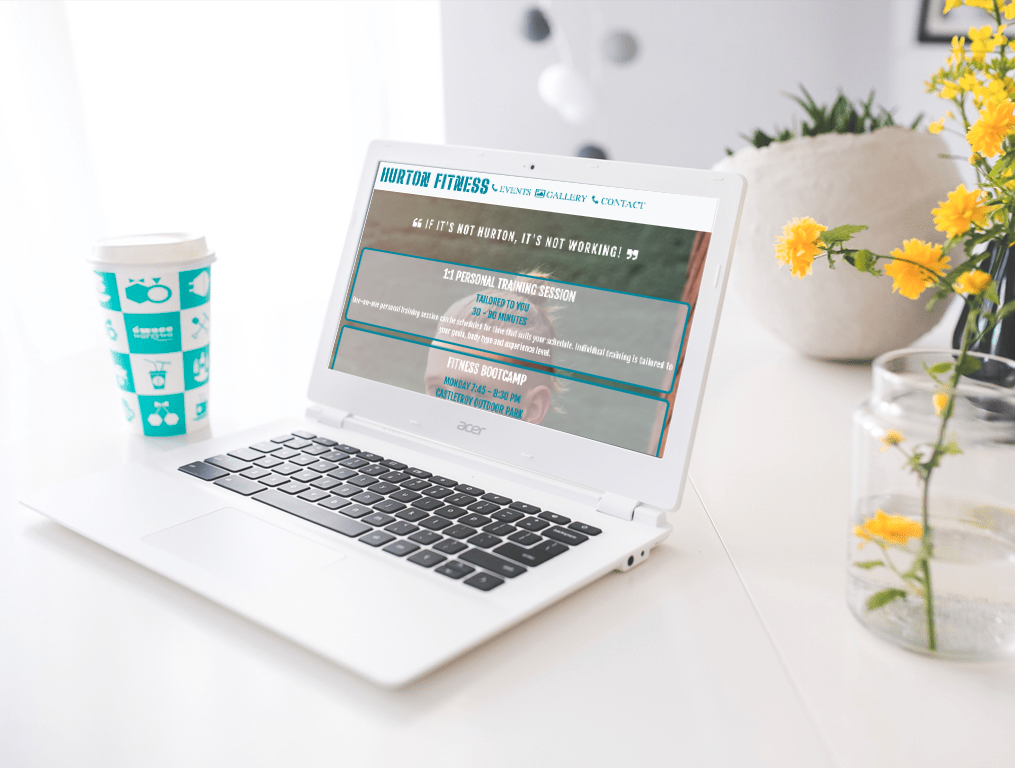 HURTON FITNESS EVENTS GALLERY CONTACT
❝ IF IT'S NOT HURTON, IT'S NOT WORKING! ❞
1:1 PERSONAL TRAINING SESSION
TAILORED TO YOU
30 - 90 MINUTES
One-on-one personal training session can be schedules for time that suits your schedule. Individual training is tailored to
your goals, body type and experience level.
FITNESS BOOTCAMP
MONDAY 7:45 - 8:30 PM
CASTLETROY OUTDOOR PARK
acer